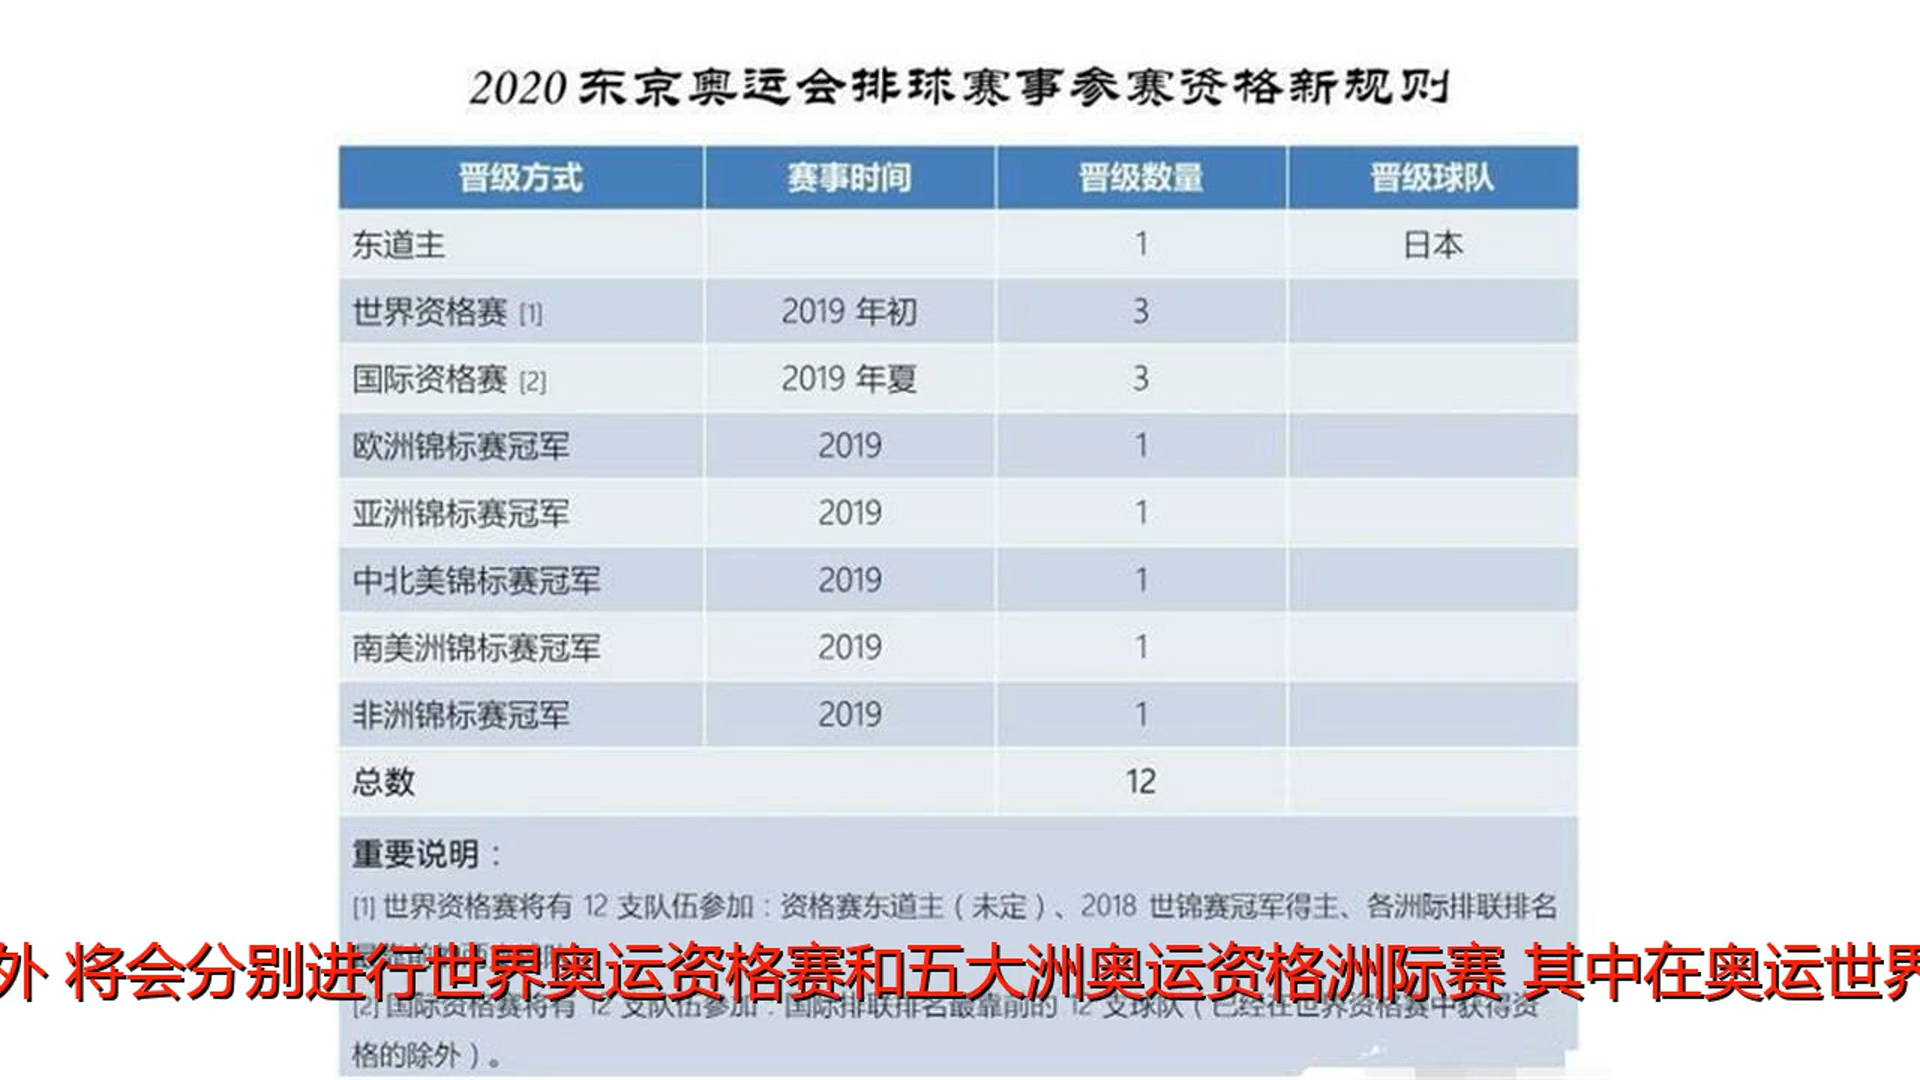 2020东京奥运会排球赛事参赛资格新规则
晋级方式 赛事时间 晋级数量 晋级球队
东道主 1 日本
世界资格赛 [1] 2019 年初 3
国际资格赛 [2] 2019 年夏 3
欧洲锦标赛冠军 2019 1
亚洲锦标赛冠军 2019 1
中北美锦标赛冠军 2019 1
南美洲锦标赛冠军 2019 1
非洲锦标赛冠军 2019 1
总数 12
重要说明：
[1] 世界资格赛将有 12 支队伍参加：资格赛东道主（未定）、2018 世锦赛冠军得主、各洲际排联排名
外 将会分别进行世界奥运资格赛和五大洲奥运资格洲际赛 其中在奥运世界
[2] 国际资格赛将有 12 支队伍参加：国际排联排名最靠前的 12 支球队（已经在世界资格赛中获得资
格的除外）。